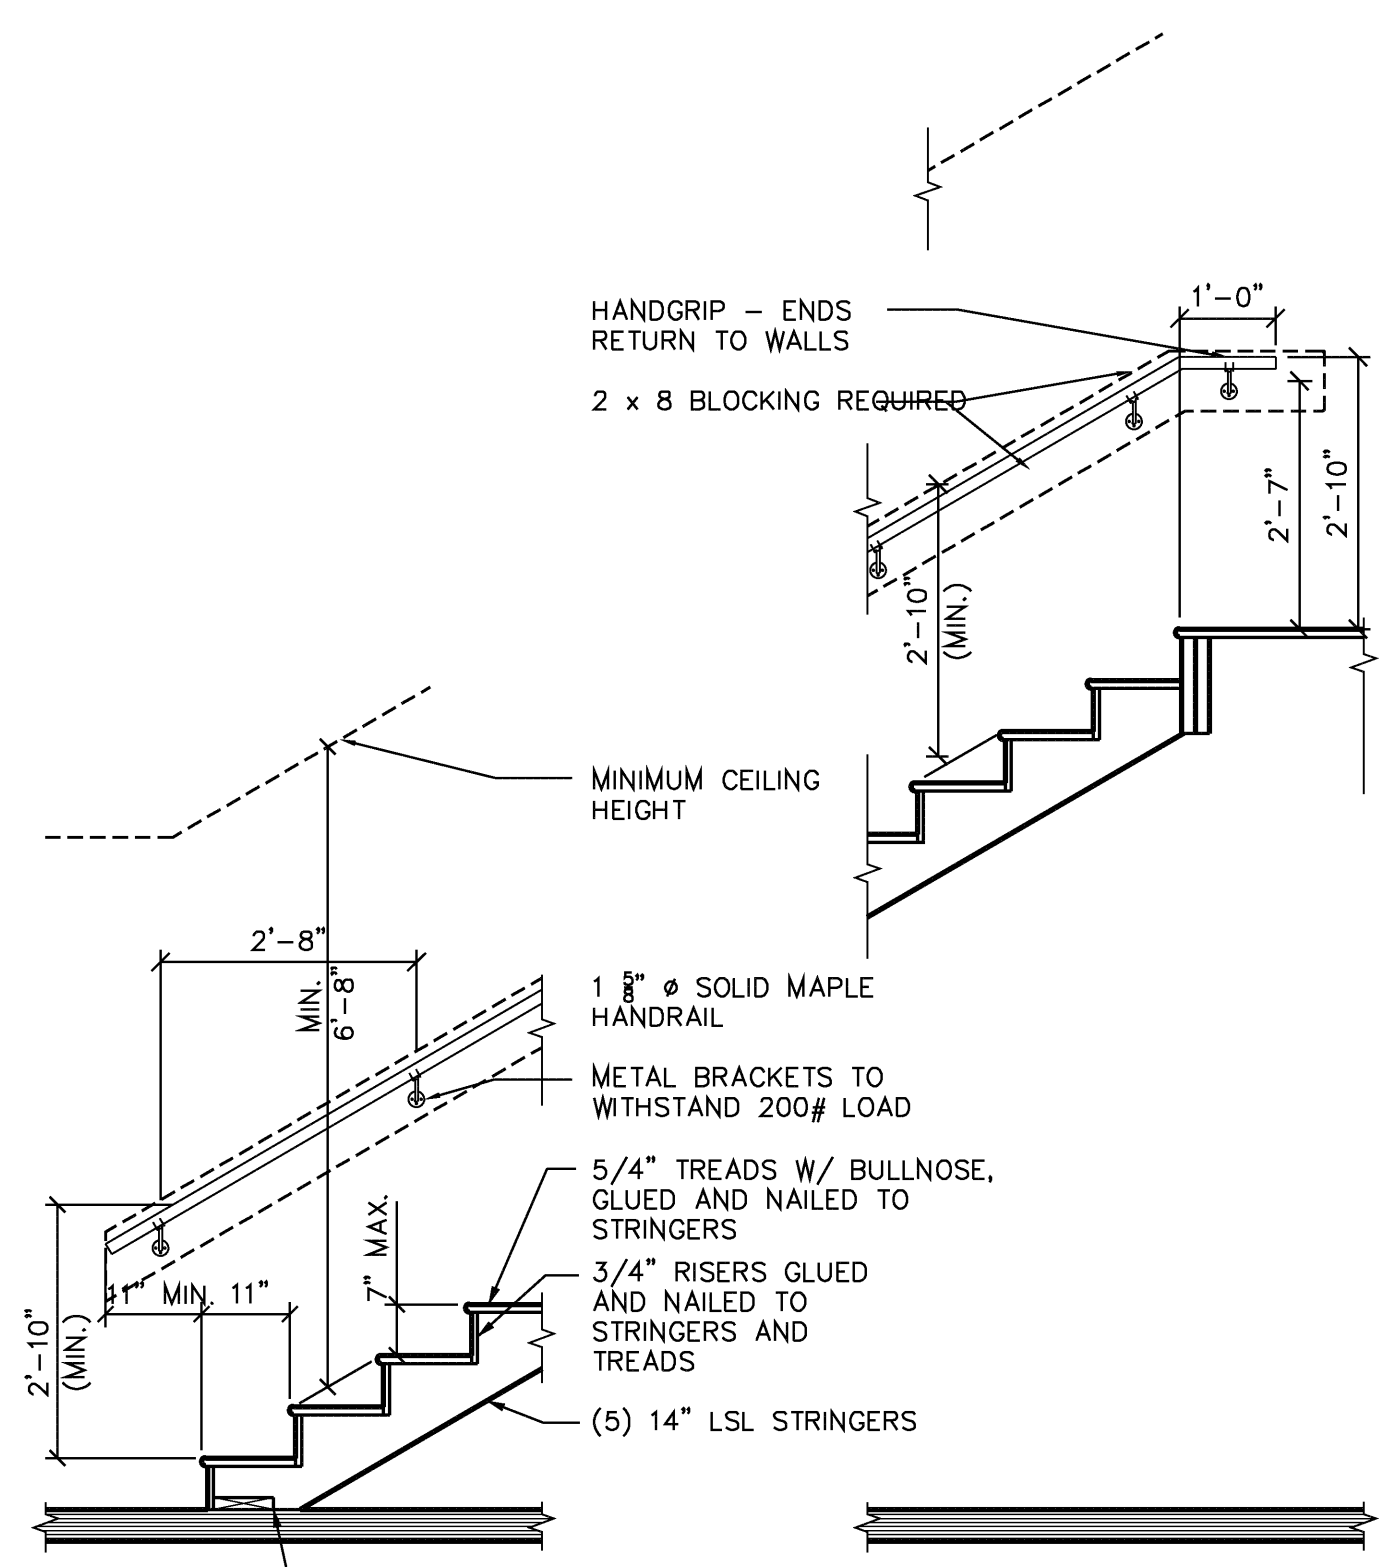 1'-0"
HANDGRIP - ENDS
RETURN TO WALLS
2 x 8 BLOCKING REQUIRED
2'-7"
2'-10"
2'-10"
(MIN.)
MINIMUM CEILING
HEIGHT
2'-8"
MIN.
6'-8"
1 5/8" ø SOLID MAPLE
HANDRAIL
METAL BRACKETS TO
WITHSTAND 200# LOAD
5/4" TREADS W/ BULLNOSE,
GLUED AND NAILED TO
STRINGERS
7" MAX.
3/4" RISERS GLUED
AND NAILED TO
STRINGERS AND
TREADS
11" MIN. 11"
2'-10"
(MIN.)
(5) 14" LSL STRINGERS